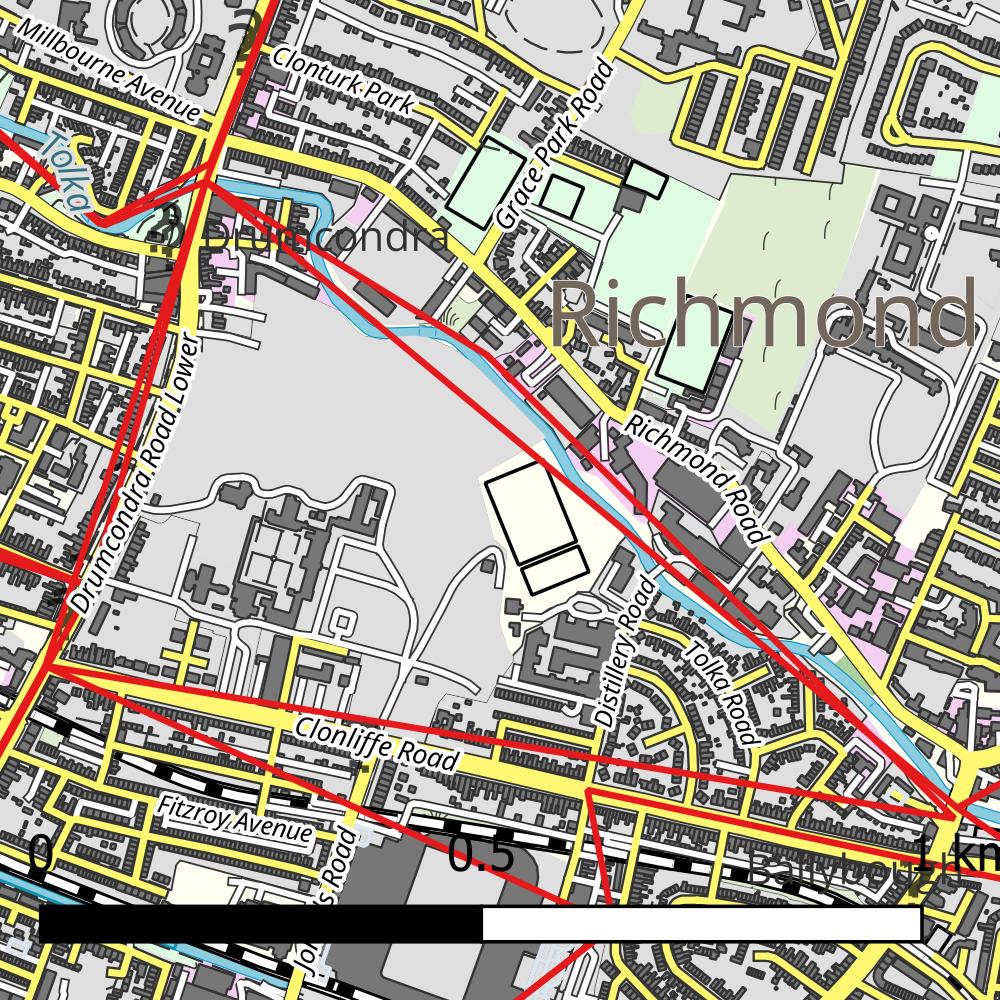 Millbourne Avenue
Clonturk Park
Grace Park Road
Tolka
Drumcondra
Richmond
Drumcondra Road Lower
Richmond Road
Distillery Road
Tolka Road
Clonliffe Road
Fitzroy Avenue
0
0.5
1 km
Ballybough